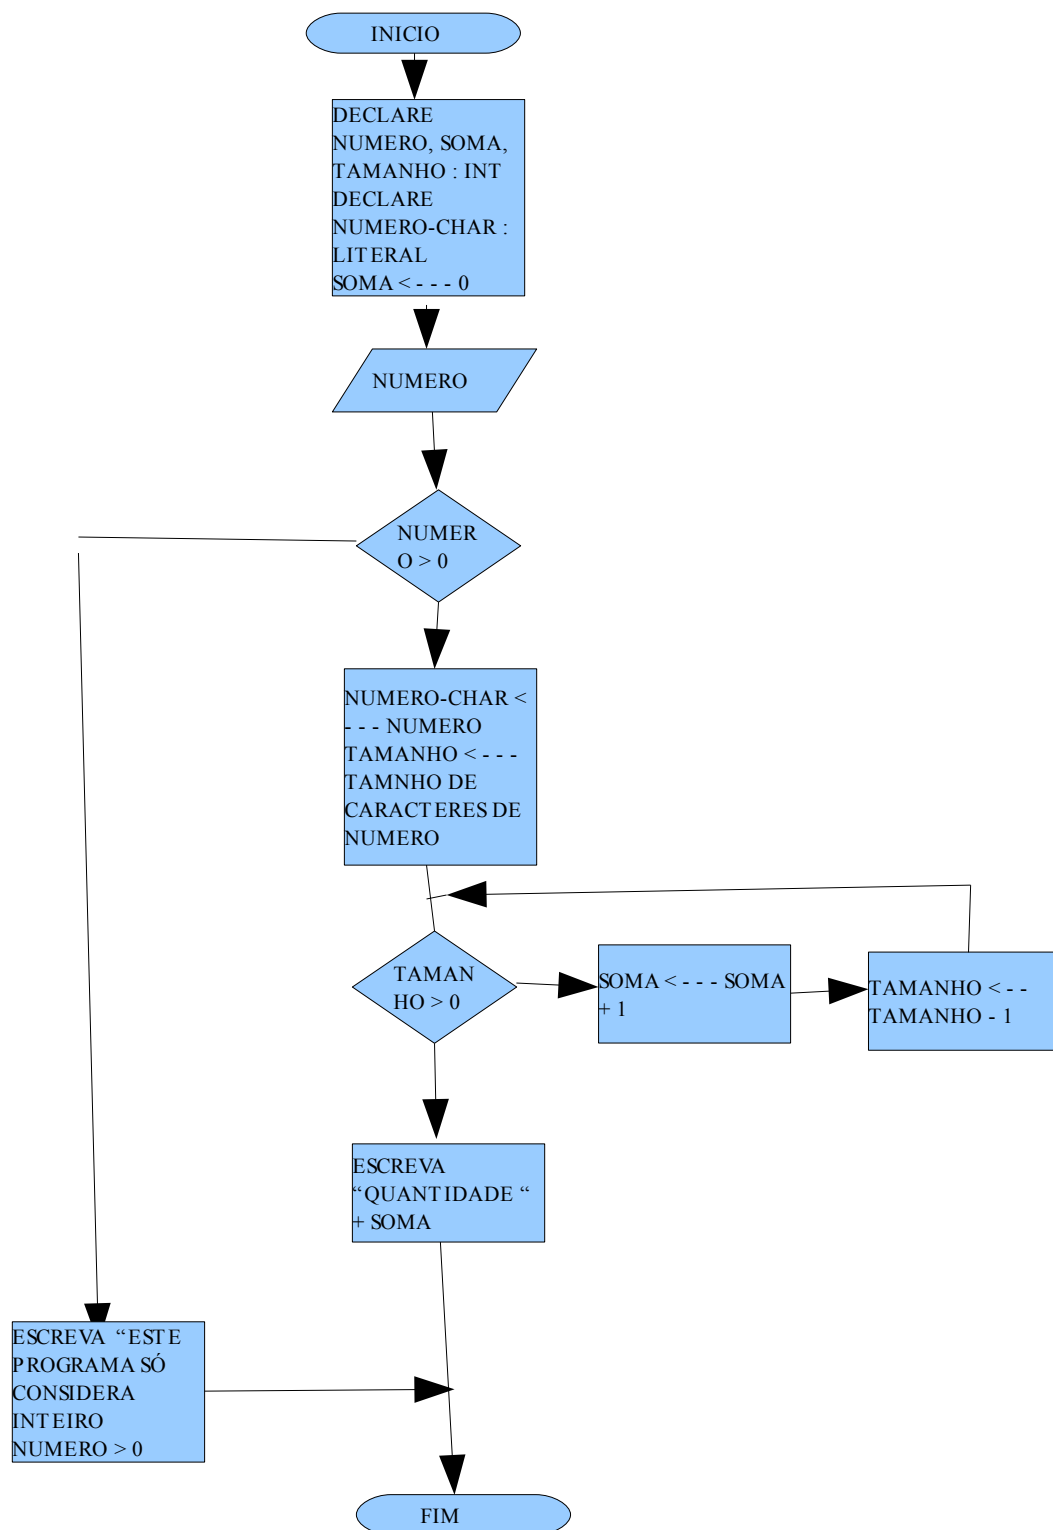 INICIO
DECLARE
NUMERO, SOMA,
TAMANHO : INT
DECLARE
NUMERO-CHAR :
LITERAL
SOMA < - - - 0
NUMERO
NUMER
O > 0
NUMERO-CHAR <
- - - NUMERO
TAMANHO < - - -
TAMNHO DE
CARACTERES DE
NUMERO
TAMAN
HO > 0
SOMA < - - - SOMA
+ 1
TAMANHO < - -
TAMANHO - 1
ESCREVA
“QUANTIDADE “
+ SOMA
ESCREVA “ESTE
PROGRAMA SÓ
CONSIDERA
INTEIRO
NUMERO > 0
FIM